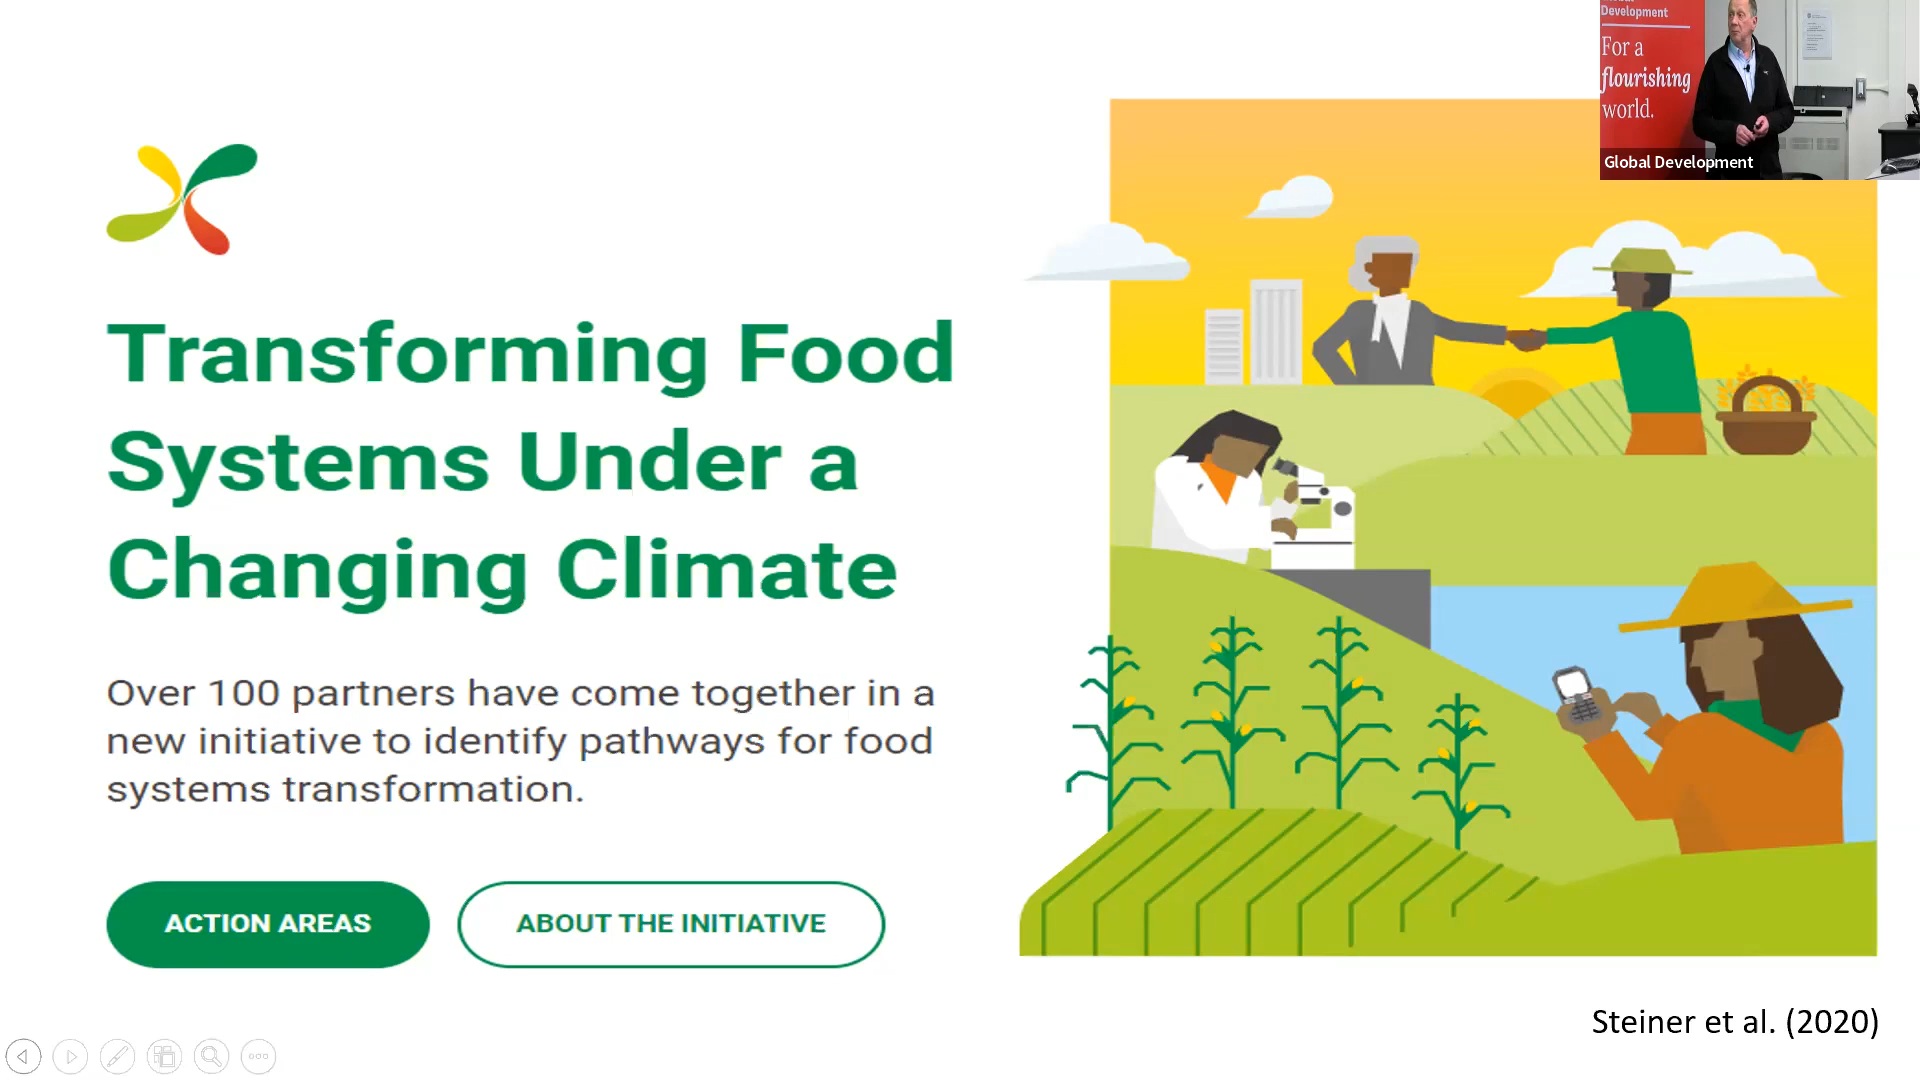 Transforming Food
Systems Under a
Changing Climate
Over 100 partners have come together in a
new initiative to identify pathways for food
systems transformation.
ACTION AREAS
ABOUT THE INITIATIVE
Steiner et al. (2020)
Development
For a
flourishing
world.
Global Development